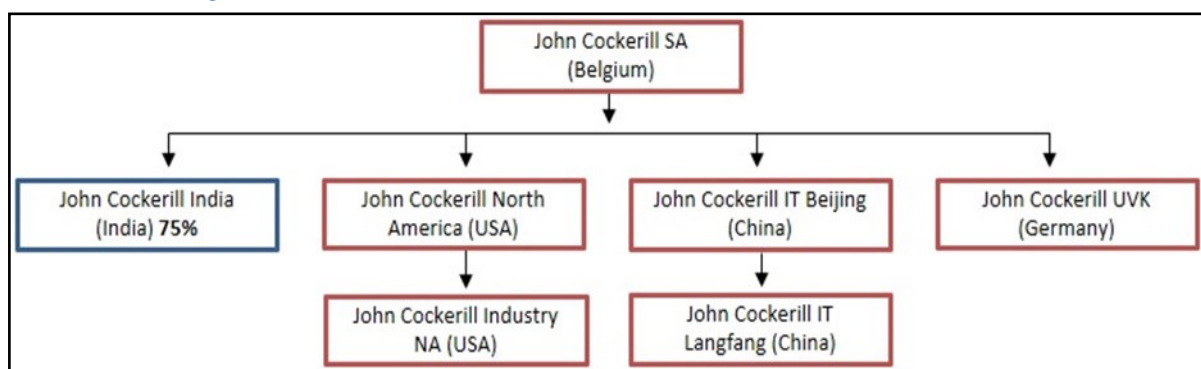 John Cockerill SA
(Belgium)
John Cockerill India
(India) 75%
John Cockerill North
America (USA)
John Cockerill IT Beijing
(China)
John Cockerill UVK
(Germany)
John Cockerill Industry
NA (USA)
John Cockerill IT
Langfang (China)